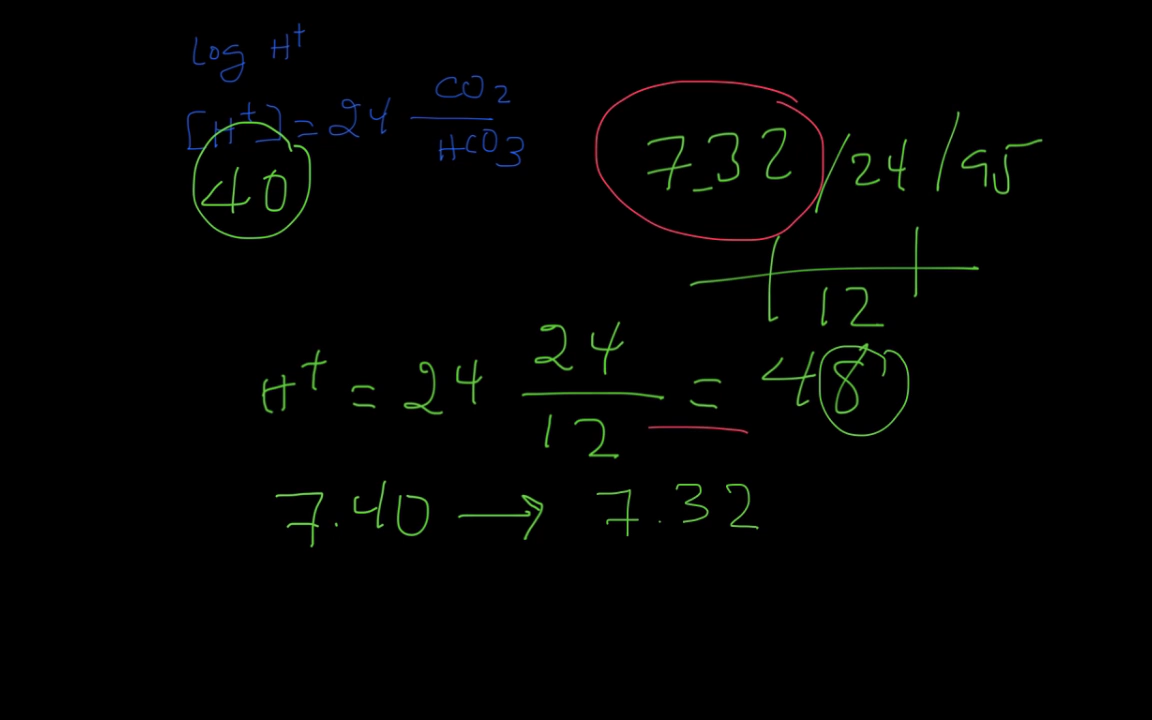 Log H⁺
[H⁺] = 24 CO₂ / HCO₃
40
7.32 / 24 / 95
12
H⁺ = 24 24 / 12 = 48
7.40 → 7.32